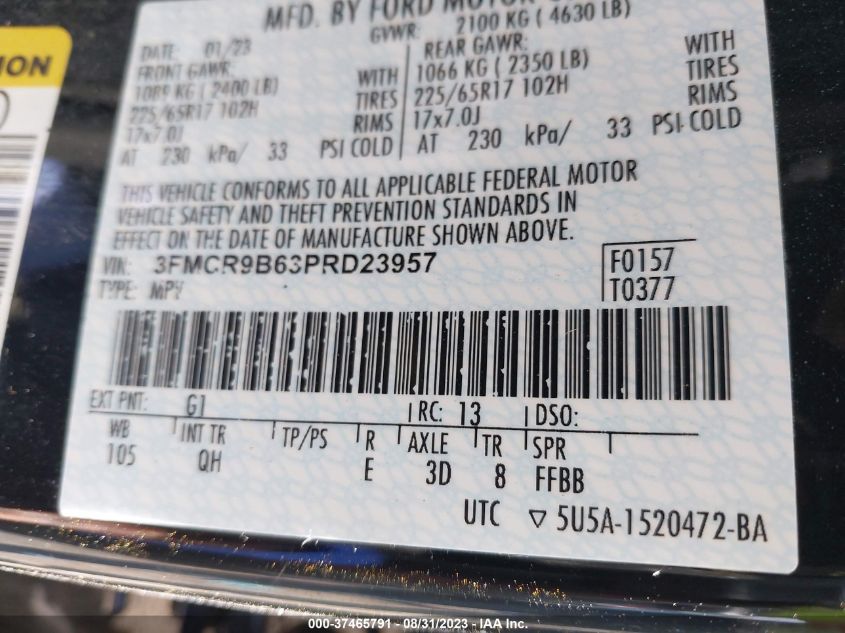 MFD. BY FORD MOTOR
GVWR: 2100 KG ( 4630 LB)
DATE: 01/23
FRONT GAWR:
1089 KG ( 2400 LB) WITH
225/65R17 102H TIRES
17x7.0J RIMS
AT 230 kPa/ 33 PSI COLD
REAR GAWR: WITH
1066 KG ( 2350 LB) TIRES
225/65R17 102H RIMS
17x7.0J
AT 230 kPa/ 33 PSI COLD
THIS VEHICLE CONFORMS TO ALL APPLICABLE FEDERAL MOTOR
VEHICLE SAFETY AND THEFT PREVENTION STANDARDS IN
EFFECT ON THE DATE OF MANUFACTURE SHOWN ABOVE.
VIN: 3FMCR9B63PRD23957
TYPE: MPV
F0157
T0377
EXT PNT: G1 RC: 13 DSO:
WB INT TR TP/PS R AXLE TR SPR
105 QH E 3D 8 FFBB
UTC ▽ 5U5A-1520472-BA
000-37465791 - 08/31/2023 - IAA Inc.